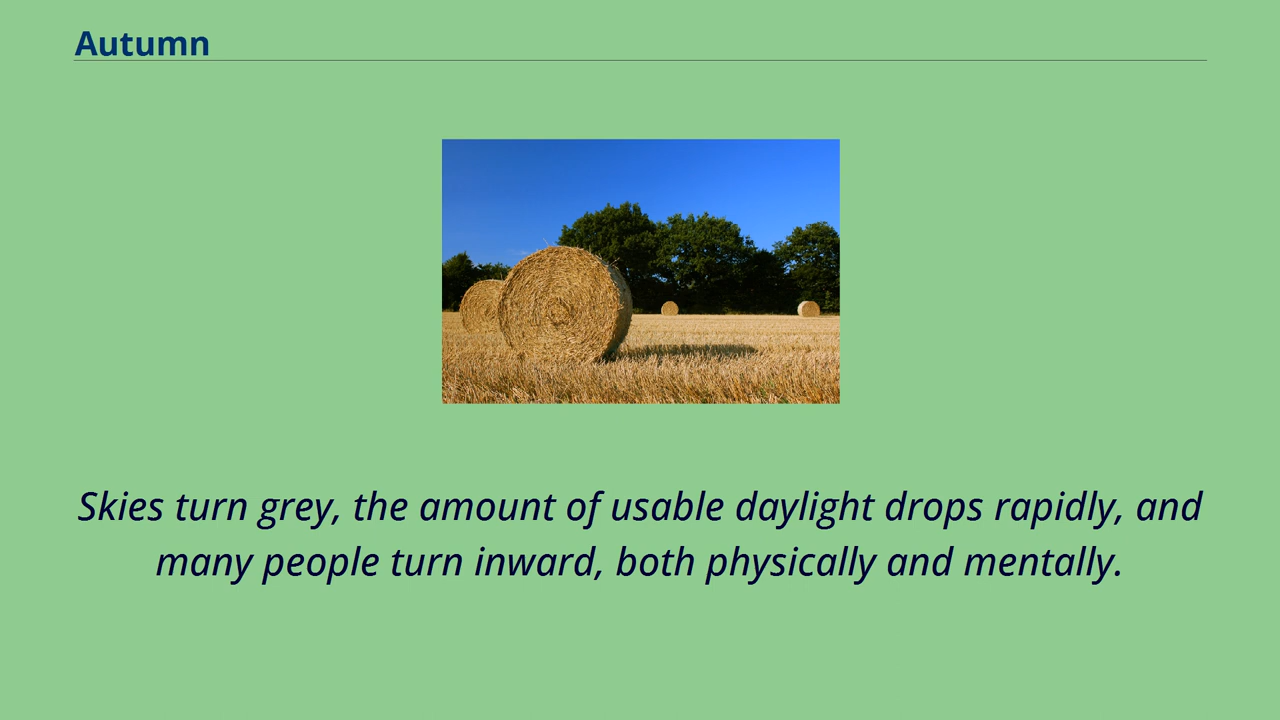 Autumn
Skies turn grey, the amount of usable daylight drops rapidly, and
many people turn inward, both physically and mentally.